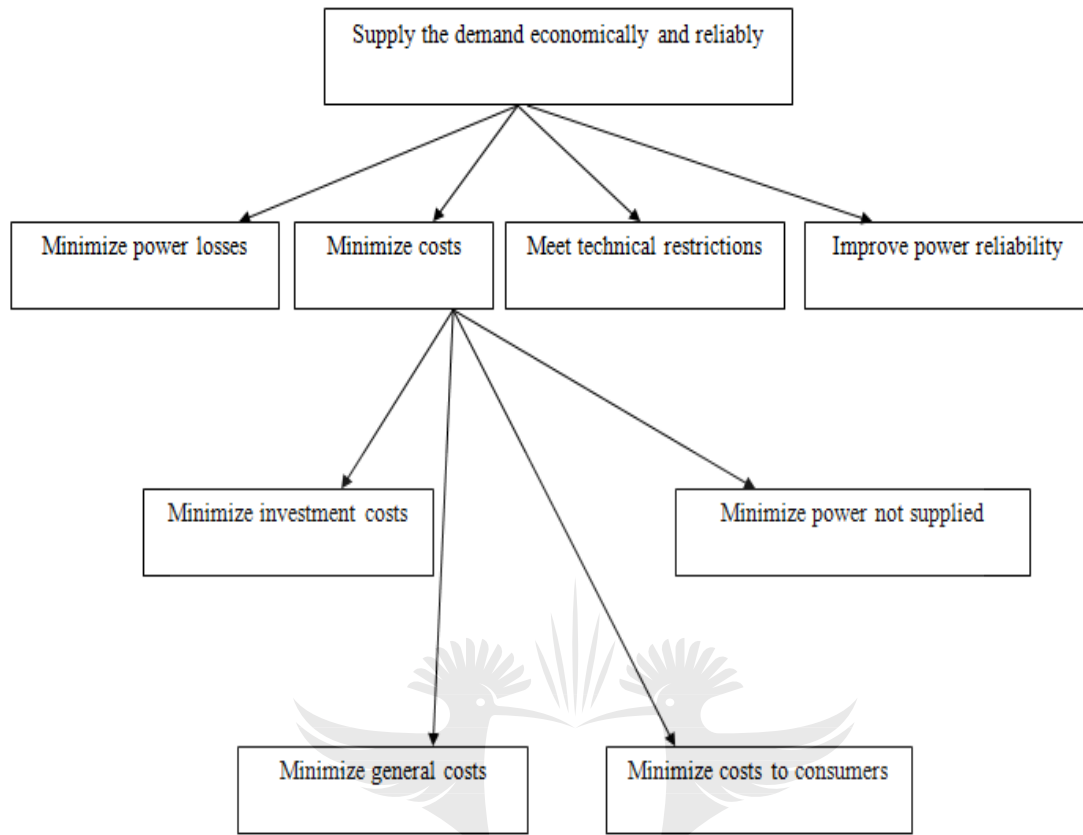 Supply the demand economically and reliably
Minimize power losses
Minimize costs
Meet technical restrictions
Improve power reliability
Minimize investment costs
Minimize power not supplied
Minimize general costs
Minimize costs to consumers